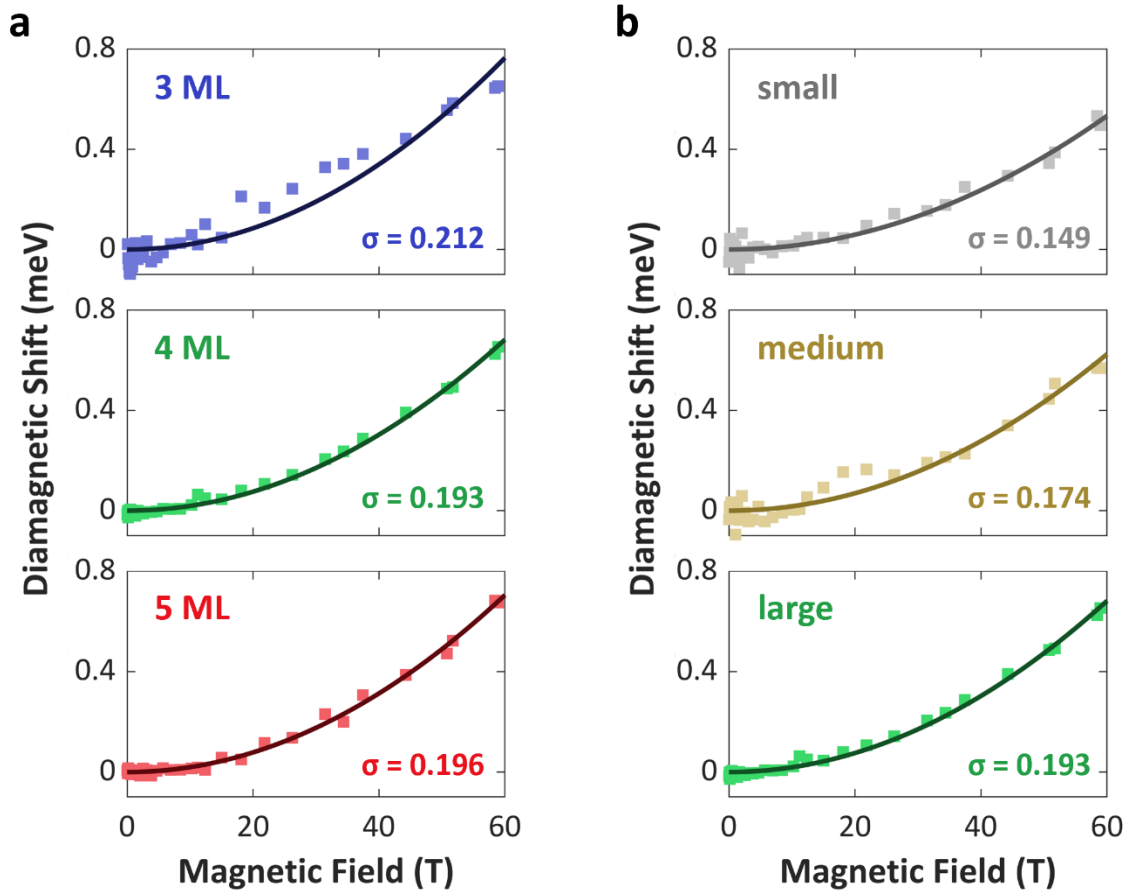 a
Diamagnetic Shift (meV)
0.8
0.4
0
3 ML
σ = 0.212
0.8
0.4
0
4 ML
σ = 0.193
0.8
0.4
0
5 ML
σ = 0.196
0 20 40 60
Magnetic Field (T)
b
Diamagnetic Shift (meV)
0.8
0.4
0
small
σ = 0.149
0.8
0.4
0
medium
σ = 0.174
0.8
0.4
0
large
σ = 0.193
0 20 40 60
Magnetic Field (T)